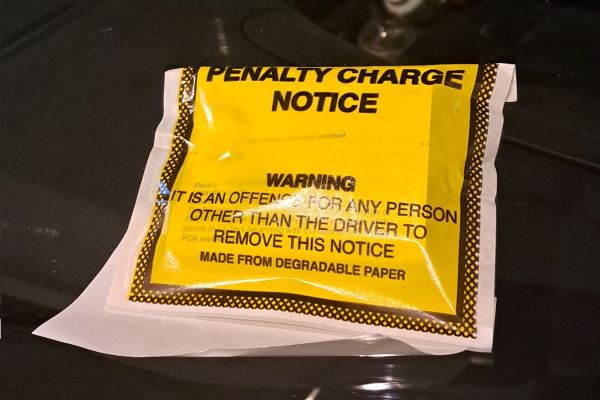 PENALTY CHARGE
NOTICE
overleaf
WARNING
IT IS AN OFFENCE FOR ANY PERSON
OTHER THAN THE DRIVER TO
REMOVE THIS NOTICE
MADE FROM DEGRADABLE PAPER